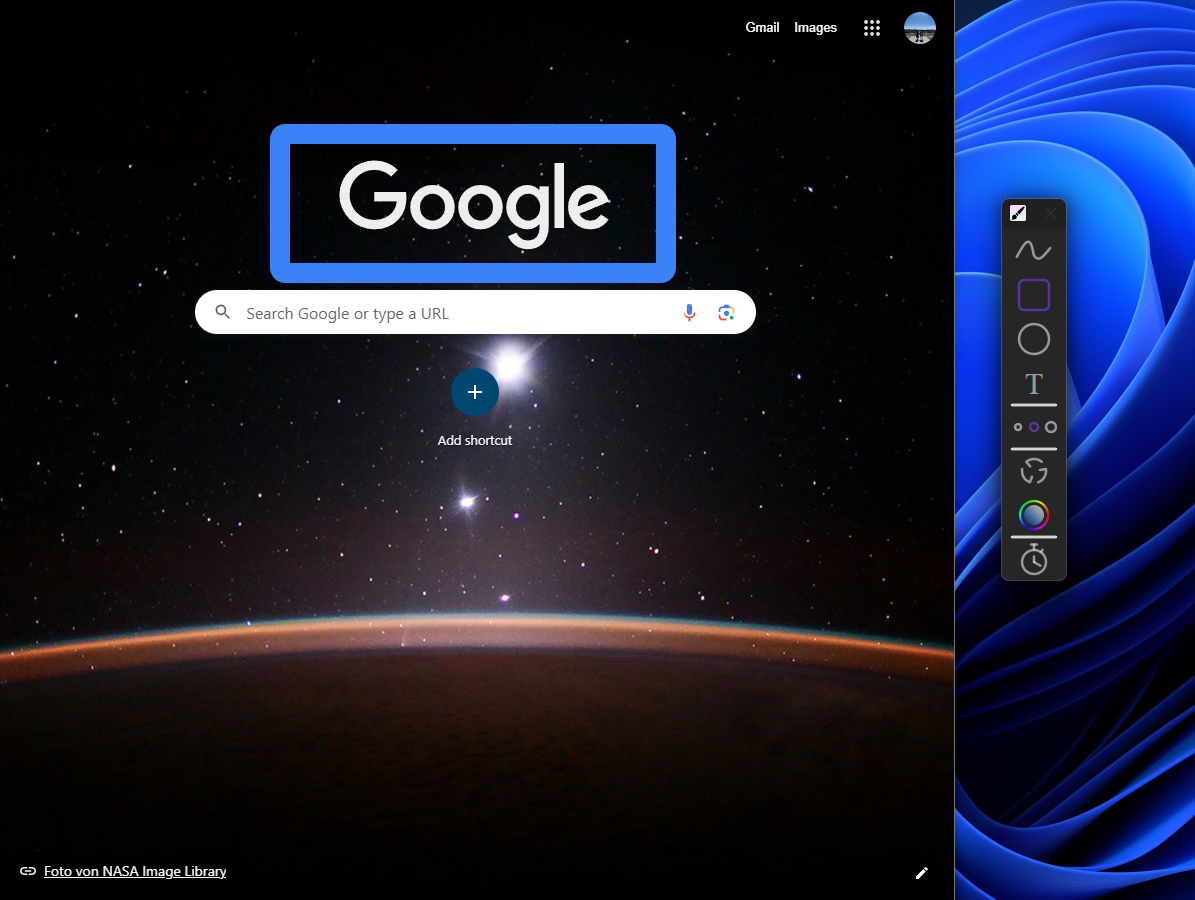 Gmail Images
Google
Search Google or type a URL
Add shortcut
T
Foto von NASA Image Library